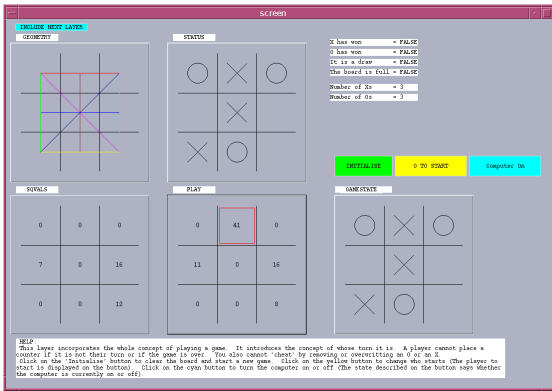 screen
INCLUDE NEXT LAYER
GEOMETRY
STATUS
X has won = FALSE
O has won = FALSE
It is a draw = FALSE
The board is full = FALSE
Number of Xs = 3
Number of Os = 3
INITIALISE
O TO START
Computer On
SQVALS
PLAY
GAMESTATE
0 0 0
7 0 16
0 0 12
0 41 0
11 0 16
0 0 8
HELP:
This layer incorporates the whole concept of playing a game. It introduces the concept of whose turn it is. A player cannot place a
counter if it is not their turn or if the game is over. You also cannot 'cheat' by removing or overwritting an O or an X.
Click on the 'Initialise' button to clear the board and start a new game. Click on the yellow button to change who starts (The player to
start is displayed on the button). Click on the cyan button to turn the computer on or off (The state described on the button says whether
the computer is currently on or off).